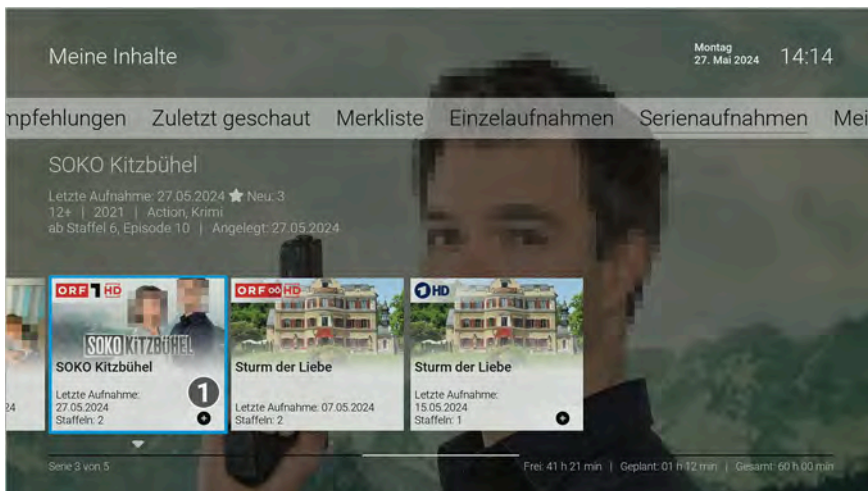 Meine Inhalte
Montag
27. Mai 2024
14:14
mpfehlungen Zuletzt geschaut Merkliste Einzelaufnahmen Serienaufnahmen Mei
SOKO Kitzbühel
Letzte Aufnahme: 27.05.2024 ★ Neu: 3
12+ | 2021 | Action, Krimi
ab Staffel 6, Episode 10 | Angelegt: 27.05.2024
24
ORF 1 HD
SOKO KITZBÜHEL
SOKO Kitzbühel
Letzte Aufnahme:
27.05.2024
Staffeln: 2
1
ORF oö HD
Sturm der Liebe
Letzte Aufnahme: 07.05.2024
Staffeln: 2
1 HD
Sturm der Liebe
Letzte Aufnahme:
15.05.2024
Staffeln: 1
Serie 3 von 5
Frei: 41 h 21 min | Geplant: 01 h 12 min | Gesamt: 60 h 00 min